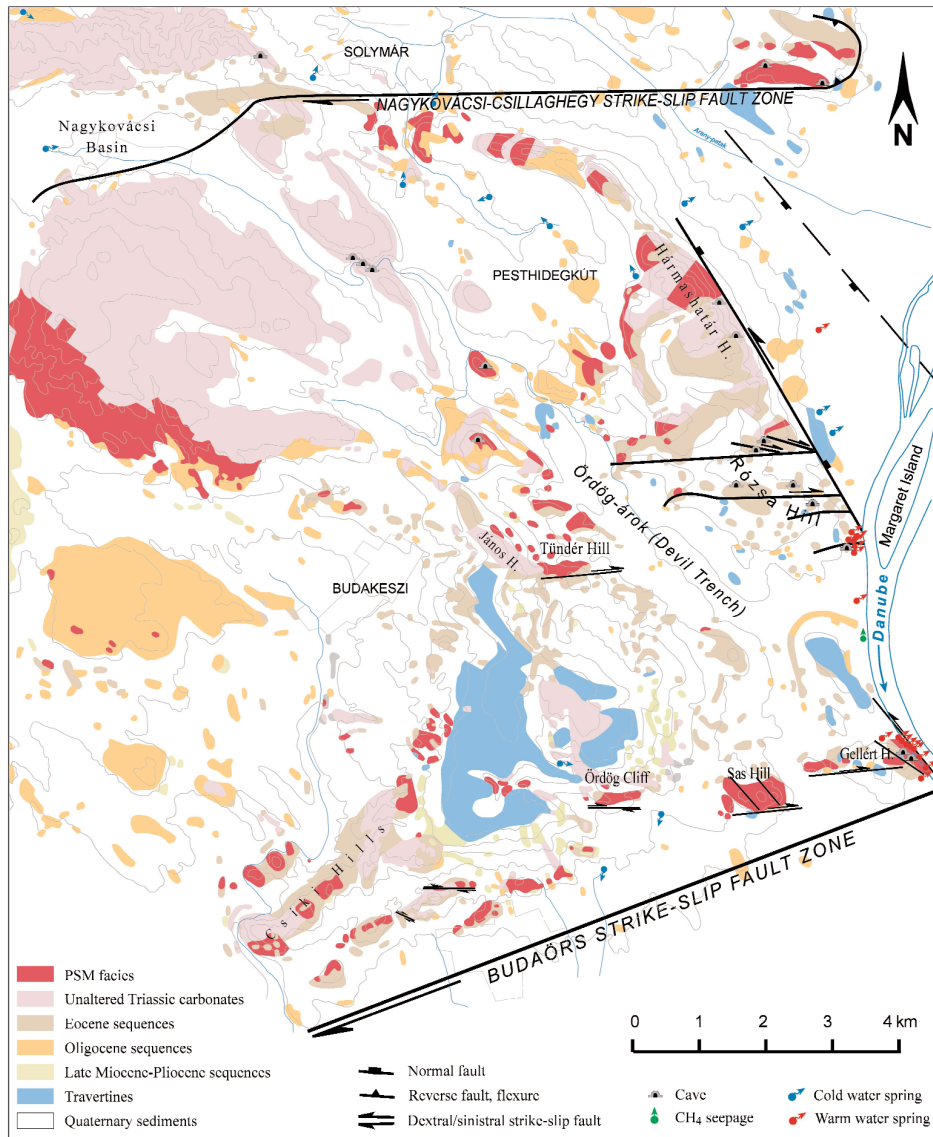 SOLYMÁR
NAGYKOVÁCSI-CSILLAGHEGY STRIKE-SLIP FAULT ZONE
N
Nagykovácsi
Basin
Arany-patak
PESTHIDEGKÚT
Hármashatár H.
Margaret Island
Rózsa Hill
Ördög-árok (Devil Trench)
János H.
Tündér Hill
BUDAKESZI
Danube
Gellért H.
Sas Hill
Ördög Cliff
Csiki Hills
BUDAÖRS STRIKE-SLIP FAULT ZONE
PSM facies
Unaltered Triassic carbonates
Eocene sequences
Oligocene sequences
Late Miocene-Pliocene sequences
Travertines
Quaternary sediments
Normal fault
Reverse fault, flexure
Dextral/sinistral strike-slip fault
0 1 2 3 4 km
Cave
CH4 seepage
Cold water spring
Warm water spring